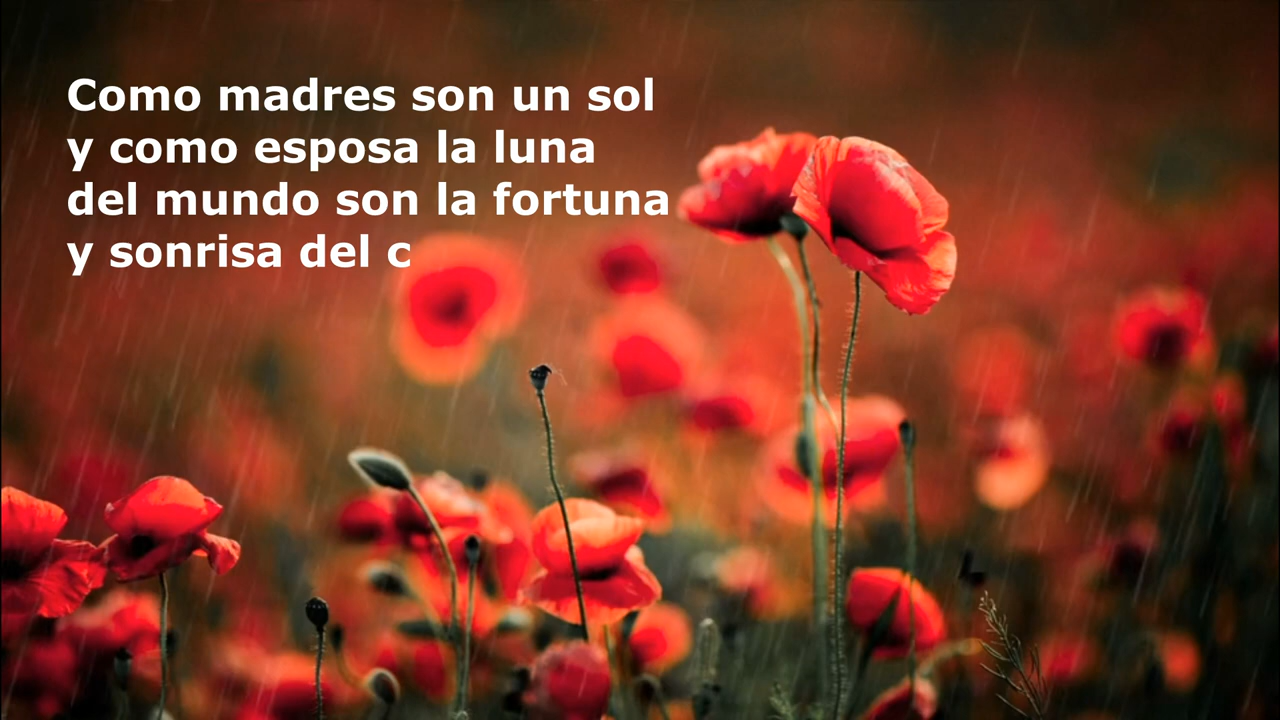 Como madres son un sol
y como esposa la luna
del mundo son la fortuna
y sonrisa del c